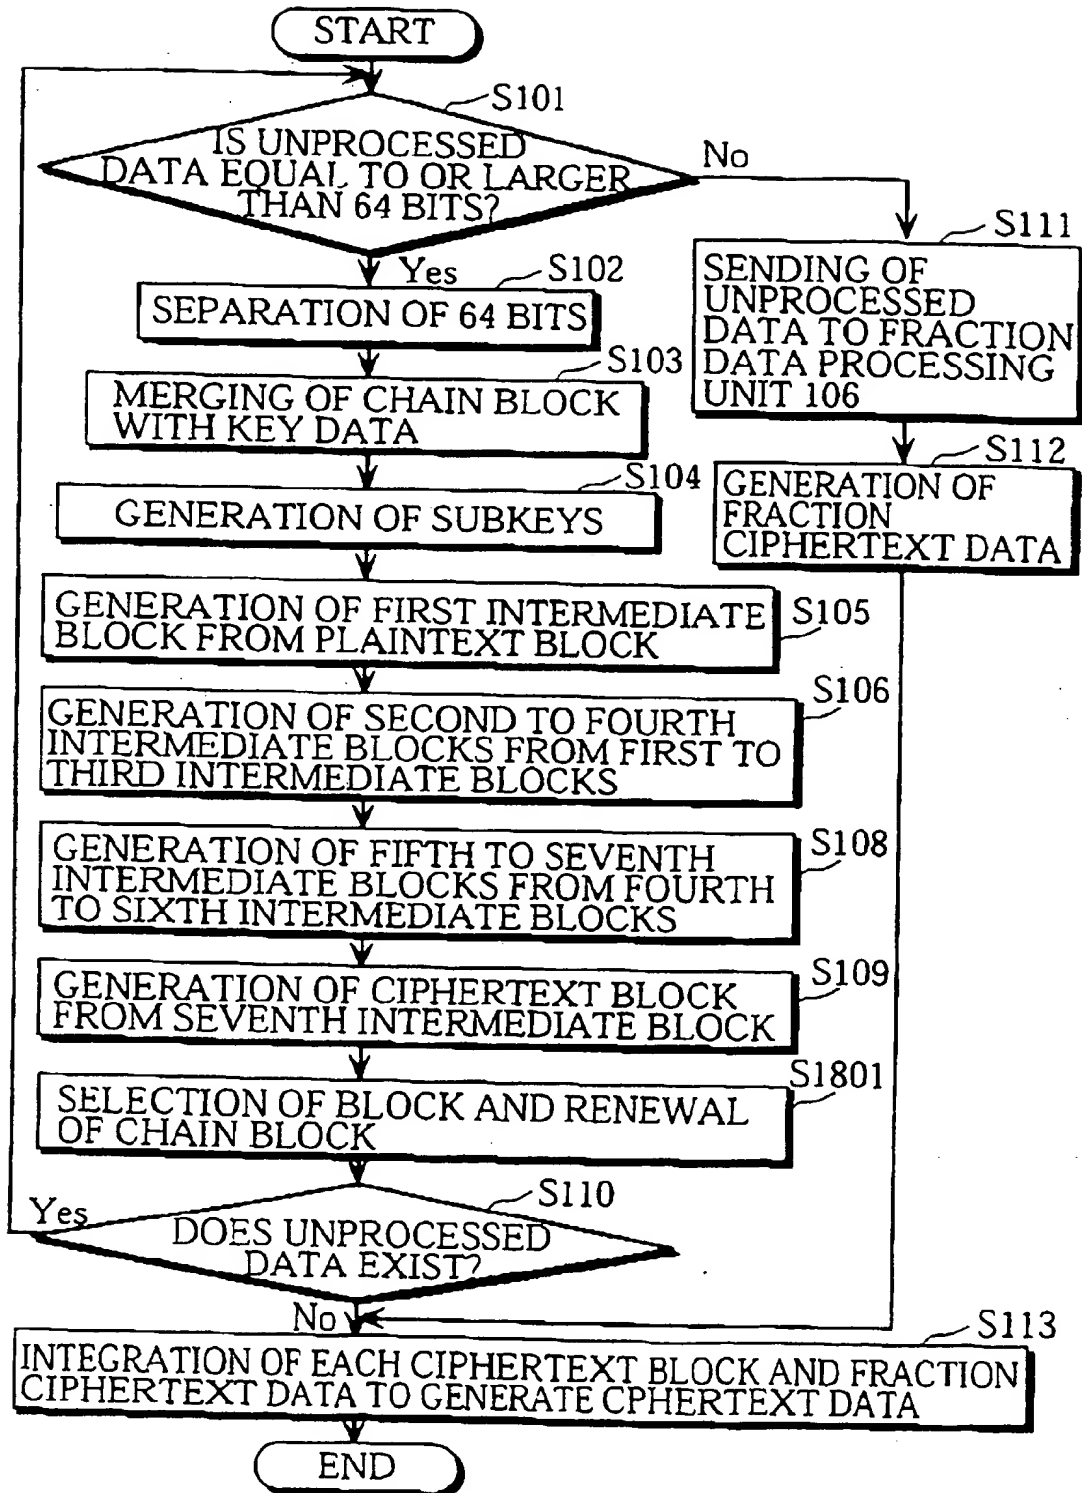 START
S101
IS UNPROCESSED
DATA EQUAL TO OR LARGER
THAN 64 BITS?
No
Yes
S102
SEPARATION OF 64 BITS
S103
MERGING OF CHAIN BLOCK
WITH KEY DATA
S104
GENERATION OF SUBKEYS
GENERATION OF FIRST INTERMEDIATE
BLOCK FROM PLAINTEXT BLOCK
S105
S106
GENERATION OF SECOND TO FOURTH
INTERMEDIATE BLOCKS FROM FIRST TO
THIRD INTERMEDIATE BLOCKS
S108
GENERATION OF FIFTH TO SEVENTH
INTERMEDIATE BLOCKS FROM FOURTH
TO SIXTH INTERMEDIATE BLOCKS
S109
GENERATION OF CIPHERTEXT BLOCK
FROM SEVENTH INTERMEDIATE BLOCK
S1801
SELECTION OF BLOCK AND RENEWAL
OF CHAIN BLOCK
S110
Yes
DOES UNPROCESSED
DATA EXIST?
No
S111
SENDING OF
UNPROCESSED
DATA TO FRACTION
DATA PROCESSING
UNIT 106
S112
GENERATION OF
FRACTION
CIPHERTEXT DATA
S113
INTEGRATION OF EACH CIPHERTEXT BLOCK AND FRACTION
CIPHERTEXT DATA TO GENERATE CPHERTEXT DATA
END